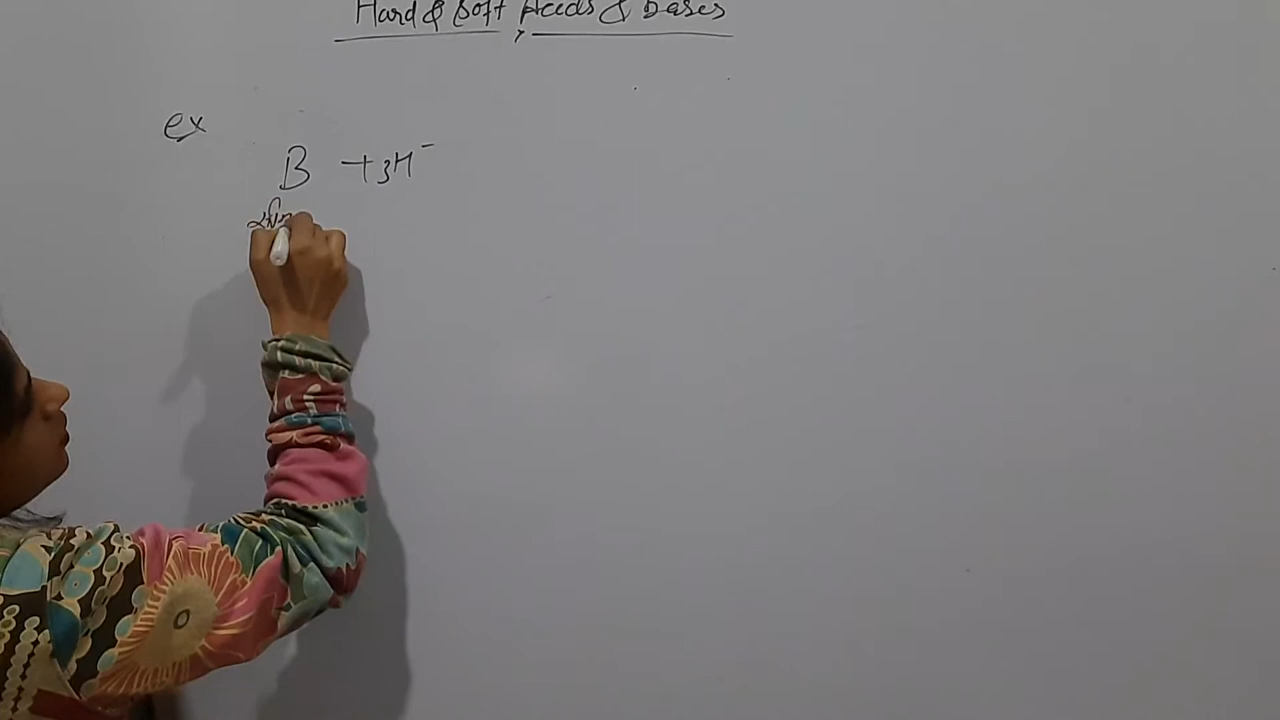 Hard & Soft Acids & Bases
ex
B + 3H⁻